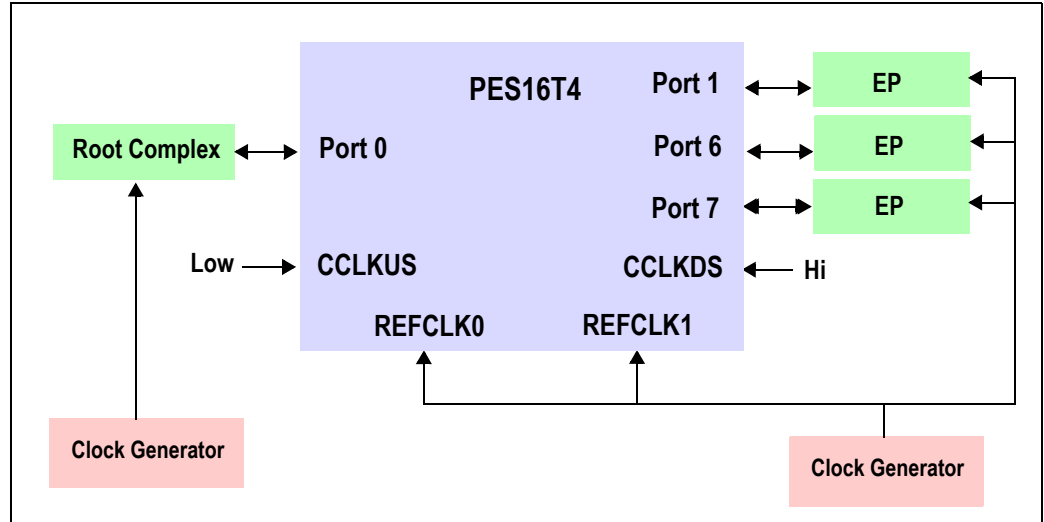 PES16T4
Port 1
EP
Root Complex
Port 0
Port 6
EP
Port 7
EP
Low
CCLKUS
CCLKDS
Hi
REFCLK0
REFCLK1
Clock Generator
Clock Generator